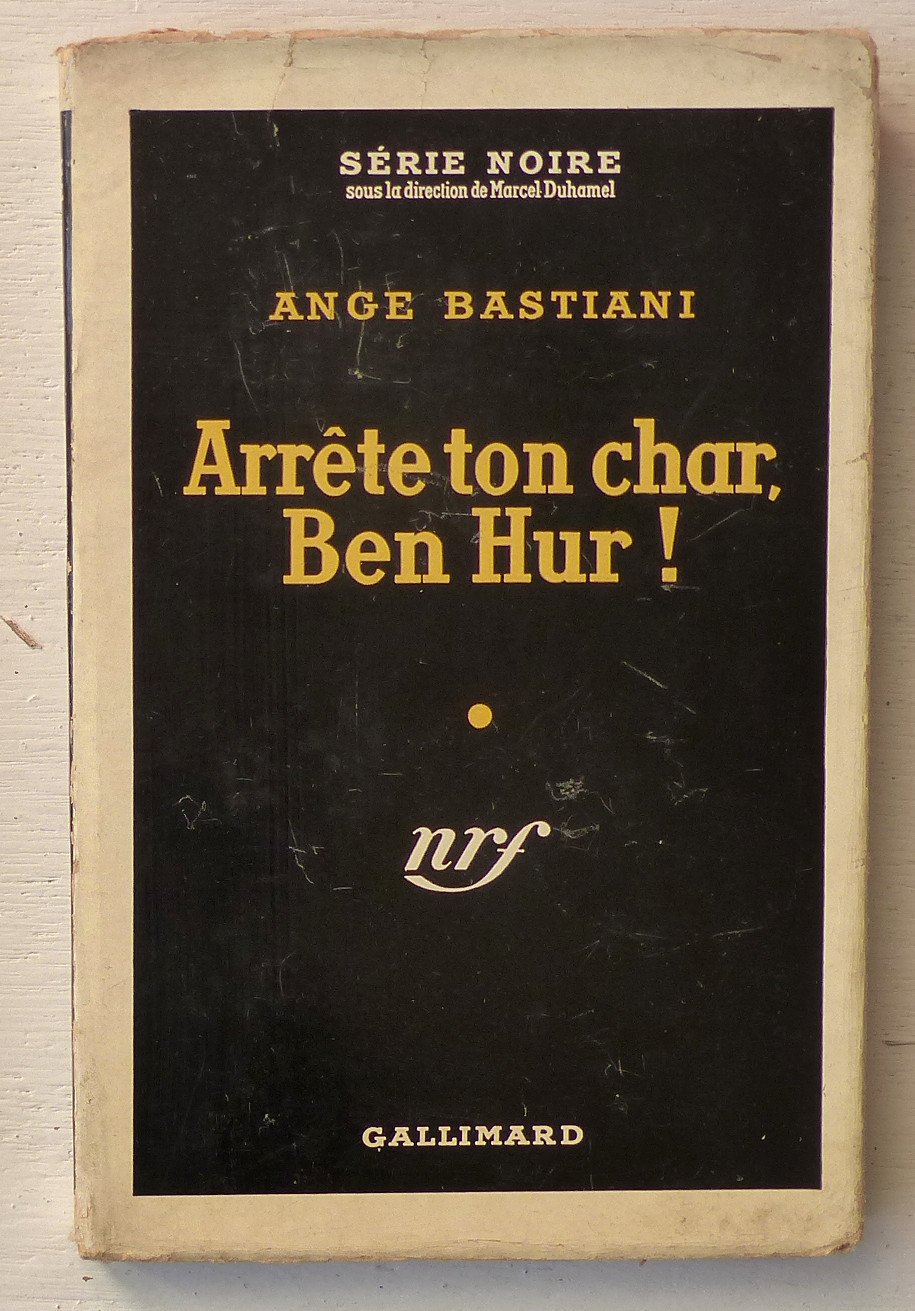 SÉRIE NOIRE
sous la direction de Marcel Duhamel
ANGE BASTIANI
Arrête ton char,
Ben Hur !
nrf
GALLIMARD